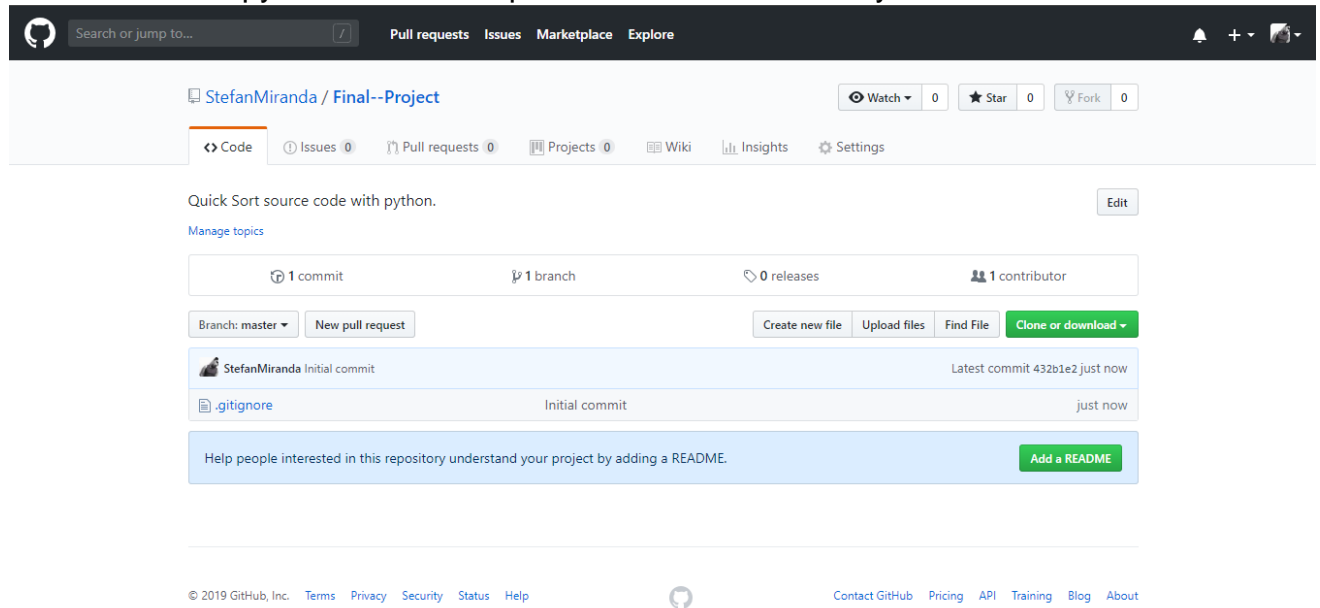 Search or jump to... /
Pull requests Issues Marketplace Explore
StefanMiranda / Final--Project
Watch 0 Star 0 Fork 0
Code Issues 0 Pull requests 0 Projects 0 Wiki Insights Settings
Quick Sort source code with python.
Edit
Manage topics
1 commit 1 branch 0 releases 1 contributor
Branch: master New pull request Create new file Upload files Find File Clone or download
StefanMiranda Initial commit Latest commit 432b1e2 just now
.gitignore Initial commit just now
Help people interested in this repository understand your project by adding a README. Add a README
© 2019 GitHub, Inc. Terms Privacy Security Status Help Contact GitHub Pricing API Training Blog About